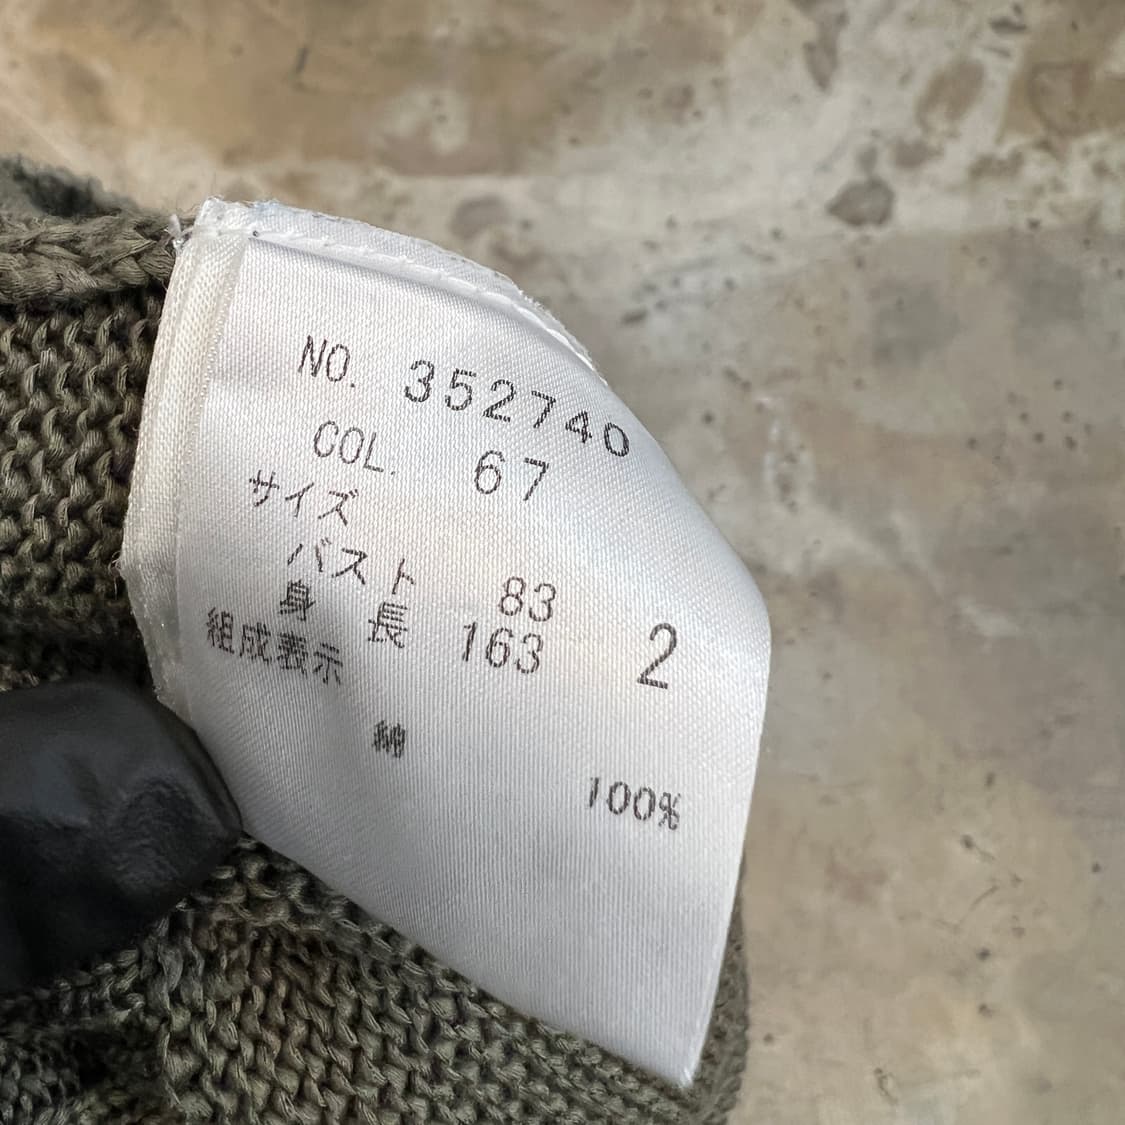 NO. 352740
COL. 67
サイズ
バスト 83
身長 163 2
組成表示
綿 100%